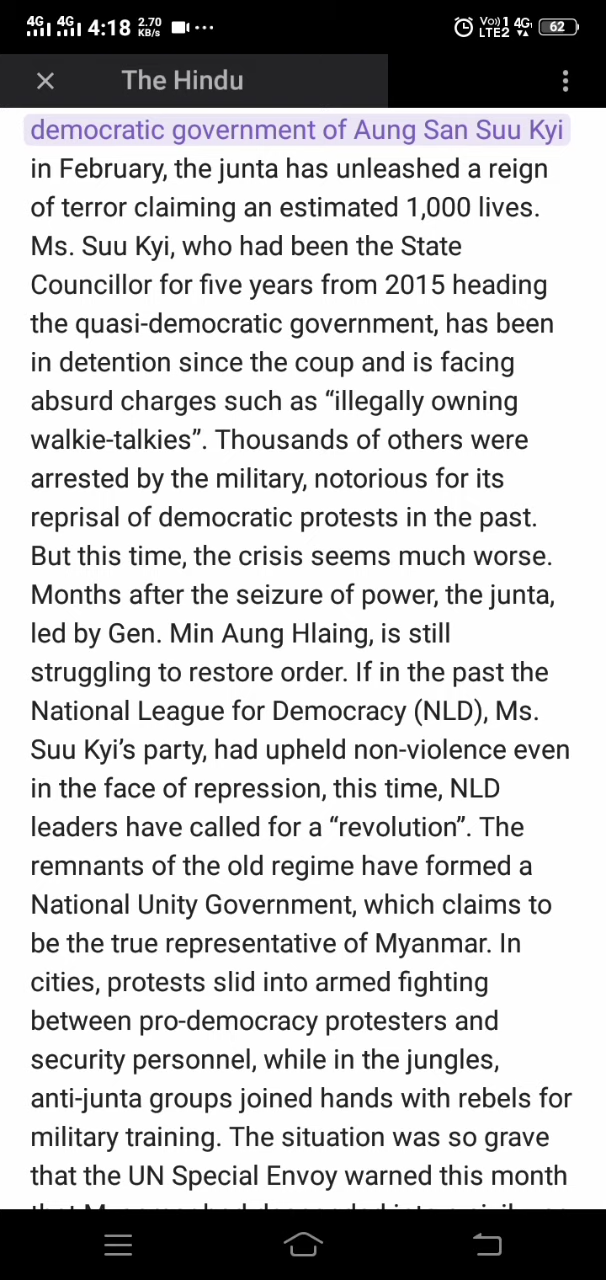 4G 4G 4:18 2.70 KB/s ... Vo)) 1 4G LTE2 62
× The Hindu
democratic government of Aung San Suu Kyi
in February, the junta has unleashed a reign
of terror claiming an estimated 1,000 lives.
Ms. Suu Kyi, who had been the State
Councillor for five years from 2015 heading
the quasi-democratic government, has been
in detention since the coup and is facing
absurd charges such as “illegally owning
walkie-talkies”. Thousands of others were
arrested by the military, notorious for its
reprisal of democratic protests in the past.
But this time, the crisis seems much worse.
Months after the seizure of power, the junta,
led by Gen. Min Aung Hlaing, is still
struggling to restore order. If in the past the
National League for Democracy (NLD), Ms.
Suu Kyi’s party, had upheld non-violence even
in the face of repression, this time, NLD
leaders have called for a “revolution”. The
remnants of the old regime have formed a
National Unity Government, which claims to
be the true representative of Myanmar. In
cities, protests slid into armed fighting
between pro-democracy protesters and
security personnel, while in the jungles,
anti-junta groups joined hands with rebels for
military training. The situation was so grave
that the UN Special Envoy warned this month